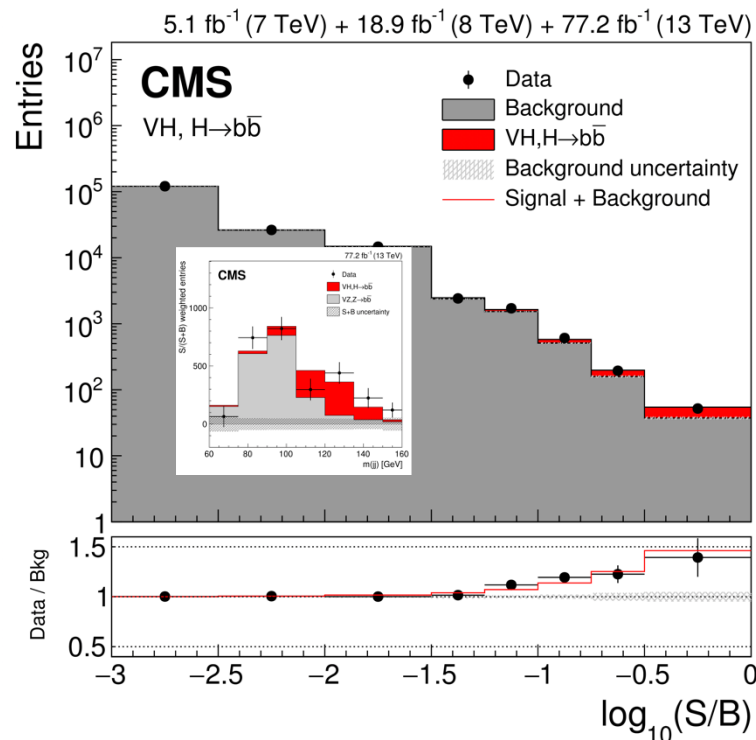 5.1 fb⁻¹ (7 TeV) + 18.9 fb⁻¹ (8 TeV) + 77.2 fb⁻¹ (13 TeV)
Entries
10⁷
10⁶
10⁵
10⁴
10³
10²
10
1
CMS
VH, H→bb̅
Data
Background
VH,H→bb̅
Background uncertainty
Signal + Background
77.2 fb⁻¹ (13 TeV)
CMS
S/(S+B) weighted entries
1000
500
0
Data
VH,H→bb̅
VZ,Z→bb̅
S+B uncertainty
60 80 100 120 140 160
m(jj) [GeV]
Data / Bkg
1.5
1
0.5
−3 −2.5 −2 −1.5 −1 −0.5 0
log₁₀(S/B)